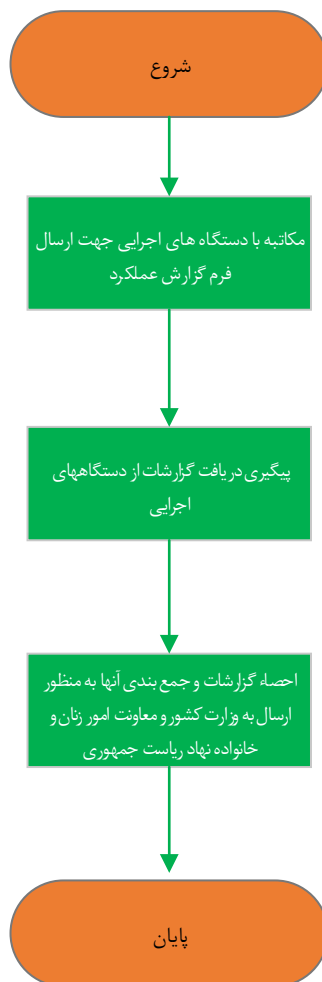 شروع
مکاتبه با دستگاه های اجرایی جهت ارسال
فرم گزارش عملکرد
پیگیری دریافت گزارشات از دستگاههای
اجرایی
احصاء گزارشات و جمع بندی آنها به منظور
ارسال به وزارت کشور و معاونت امور زنان و
خانواده نهاد ریاست جمهوری
پایان